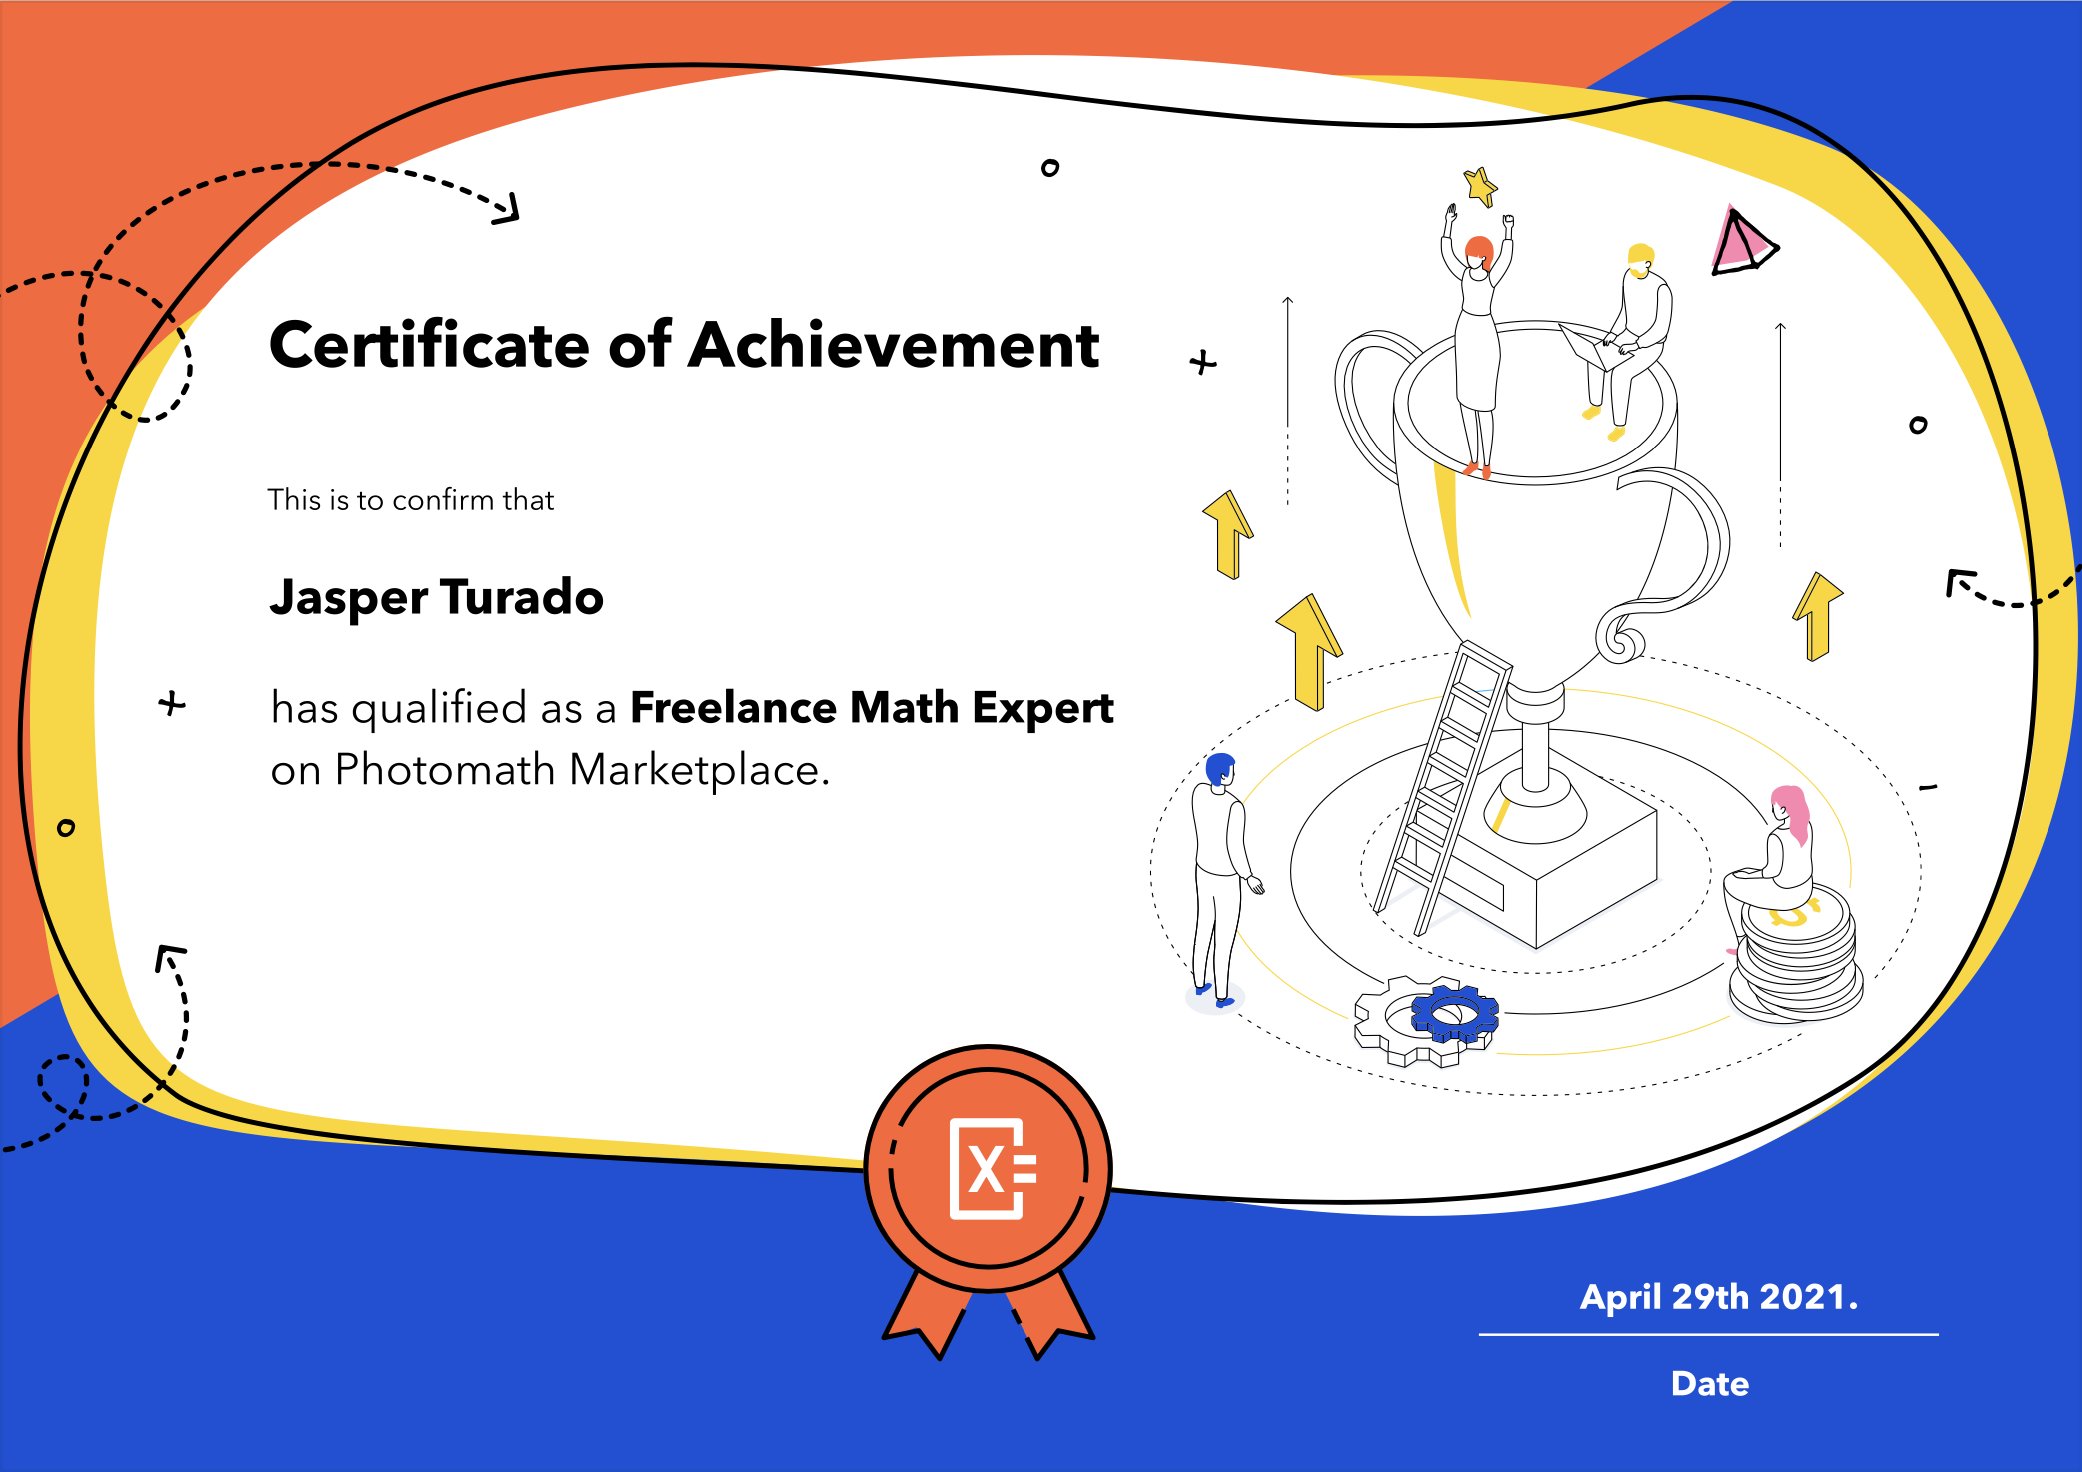 Certificate of Achievement
This is to confirm that
Jasper Turado
has qualified as a Freelance Math Expert
on Photomath Marketplace.
X=
April 29th 2021.
Date